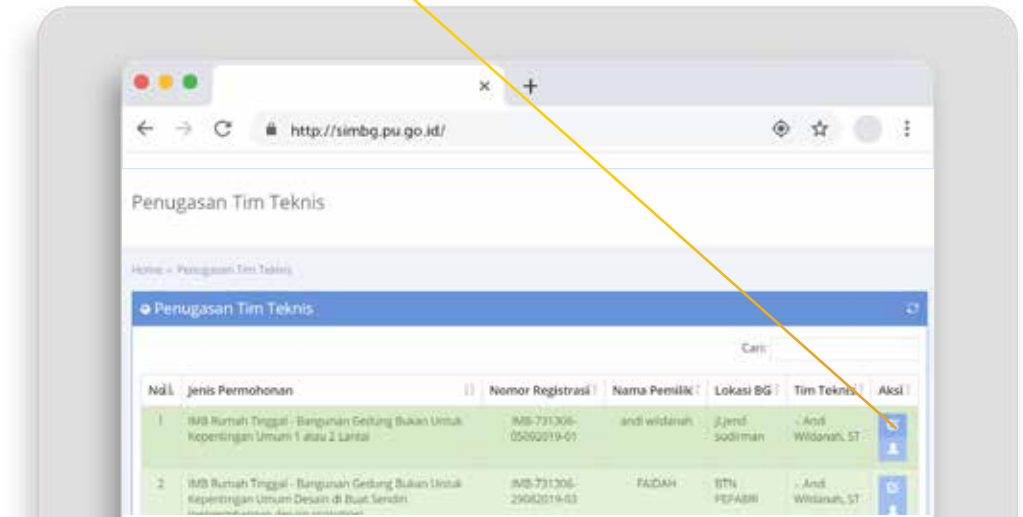 http://simbg.pu.go.id/
Penugasan Tim Teknis
Home » Penugasan Tim Teknis
Penugasan Tim Teknis
Cari:
No Jenis Permohonan Nomor Registrasi Nama Pemilik Lokasi BG Tim Teknis Aksi
1 IMB Rumah Tinggal - Bangunan Gedung Bukan Untuk IMB-731306- andi wildanah jl.jend - Andi
Kepentingan Umum 1 atau 2 Lantai 05092019-01 sudirman Wildanah, ST
2 IMB Rumah Tinggal - Bangunan Gedung Bukan Untuk IMB-731306- FAIDAH BTN - Andi
Kepentingan Umum Desain di Buat Sendiri 29082019-03 PEPABRI Wildanah, ST